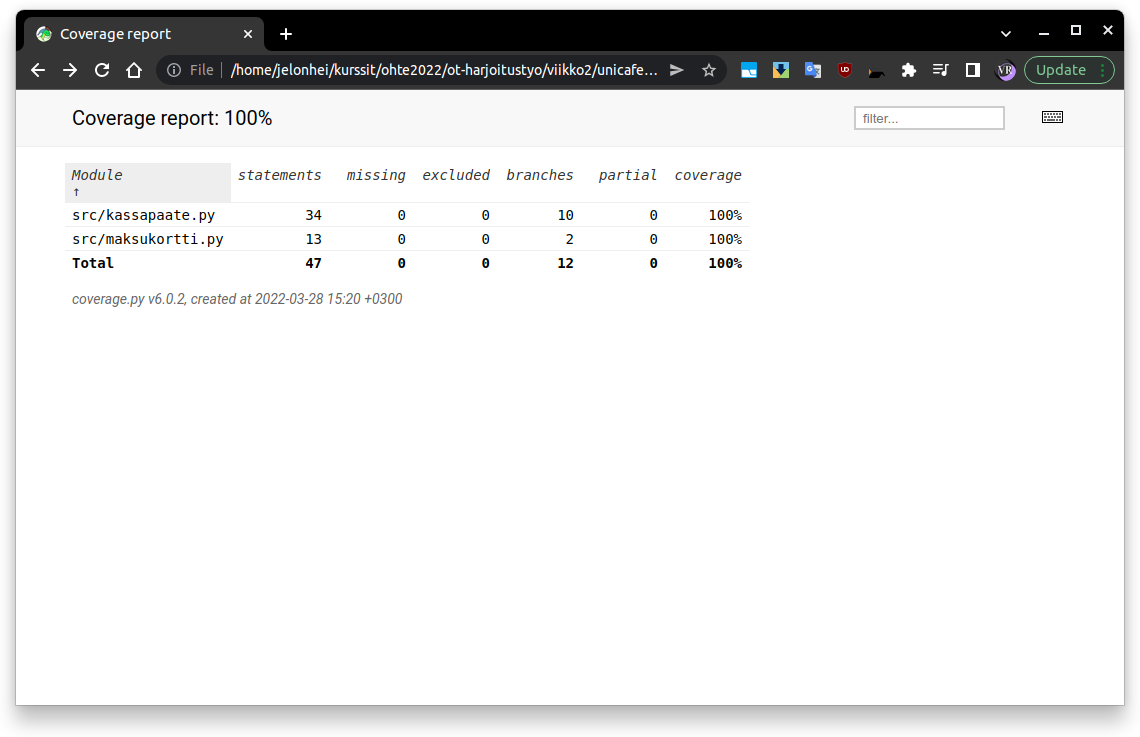 Coverage report
File /home/jelonhei/kurssit/ohte2022/ot-harjoitustyo/viikko2/unicafe... UD VR Update
Coverage report: 100% filter...
Module statements missing excluded branches partial coverage
↑
src/kassapaate.py 34 0 0 10 0 100%
src/maksukortti.py 13 0 0 2 0 100%
Total 47 0 0 12 0 100%
coverage.py v6.0.2, created at 2022-03-28 15:20 +0300